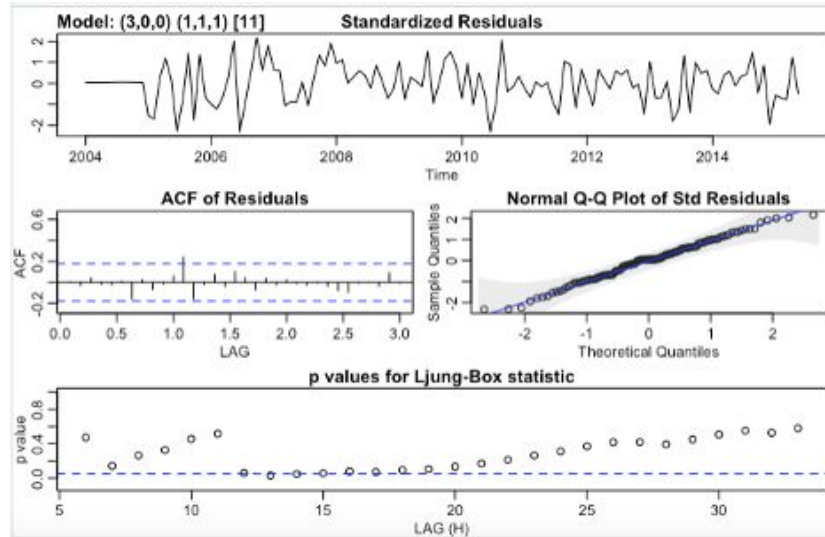 Model: (3,0,0) (1,1,1) [11] Standardized Residuals
2
1
0
-2
2004 2006 2008 2010 2012 2014
Time
ACF of Residuals
ACF
0.6
0.2
-0.2
0.0 0.5 1.0 1.5 2.0 2.5 3.0
LAG
Normal Q-Q Plot of Std Residuals
Sample Quantiles
2
0
-2
-2 -1 0 1 2
Theoretical Quantiles
p values for Ljung-Box statistic
p value
0.8
0.4
0.0
5 10 15 20 25 30
LAG (H)